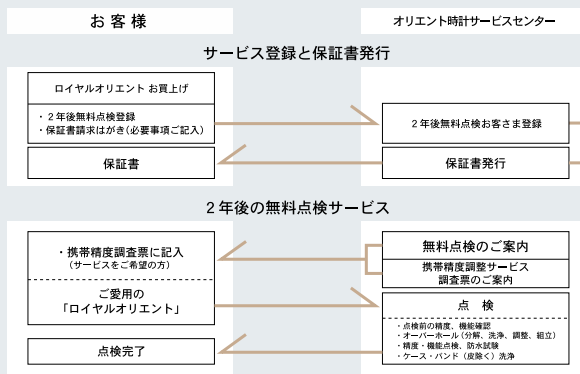 お客様
オリエント時計サービスセンター
サービス登録と保証書発行
ロイヤルオリエント お買上げ
・２年後無料点検登録
・保証書請求はがき(必要事項ご記入)
２年後無料点検お客さま登録
保証書
保証書発行
２年後の無料点検サービス
・携帯精度調査票に記入
（サービスをご希望の方）
ご愛用の
「ロイヤルオリエント」
無料点検のご案内
携帯精度調整サービス
調査票のご案内
点 検
・点検前の精度、機能確認
・オーバーホール（分解、洗浄、調整、組立）
・精度・機能点検、防水試験
・ケース・バンド（皮除く）洗浄
点検完了